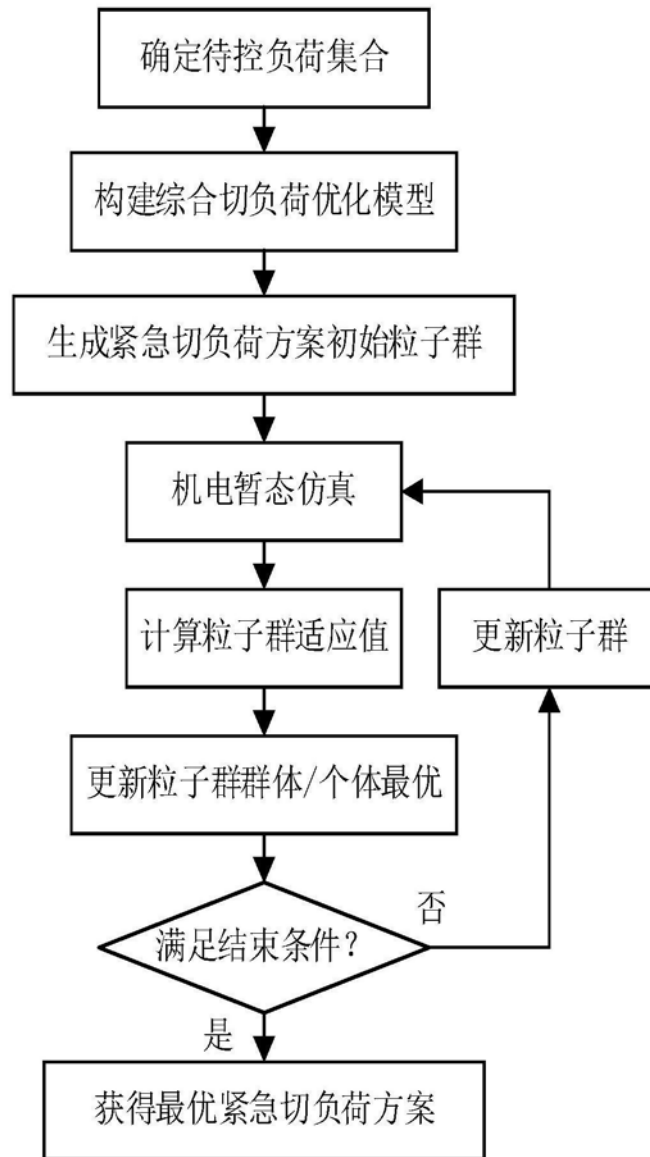 确定待控负荷集合
构建综合切负荷优化模型
生成紧急切负荷方案初始粒子群
机电暂态仿真
计算粒子群适应值
更新粒子群
更新粒子群群体/个体最优
满足结束条件?
否
是
获得最优紧急切负荷方案